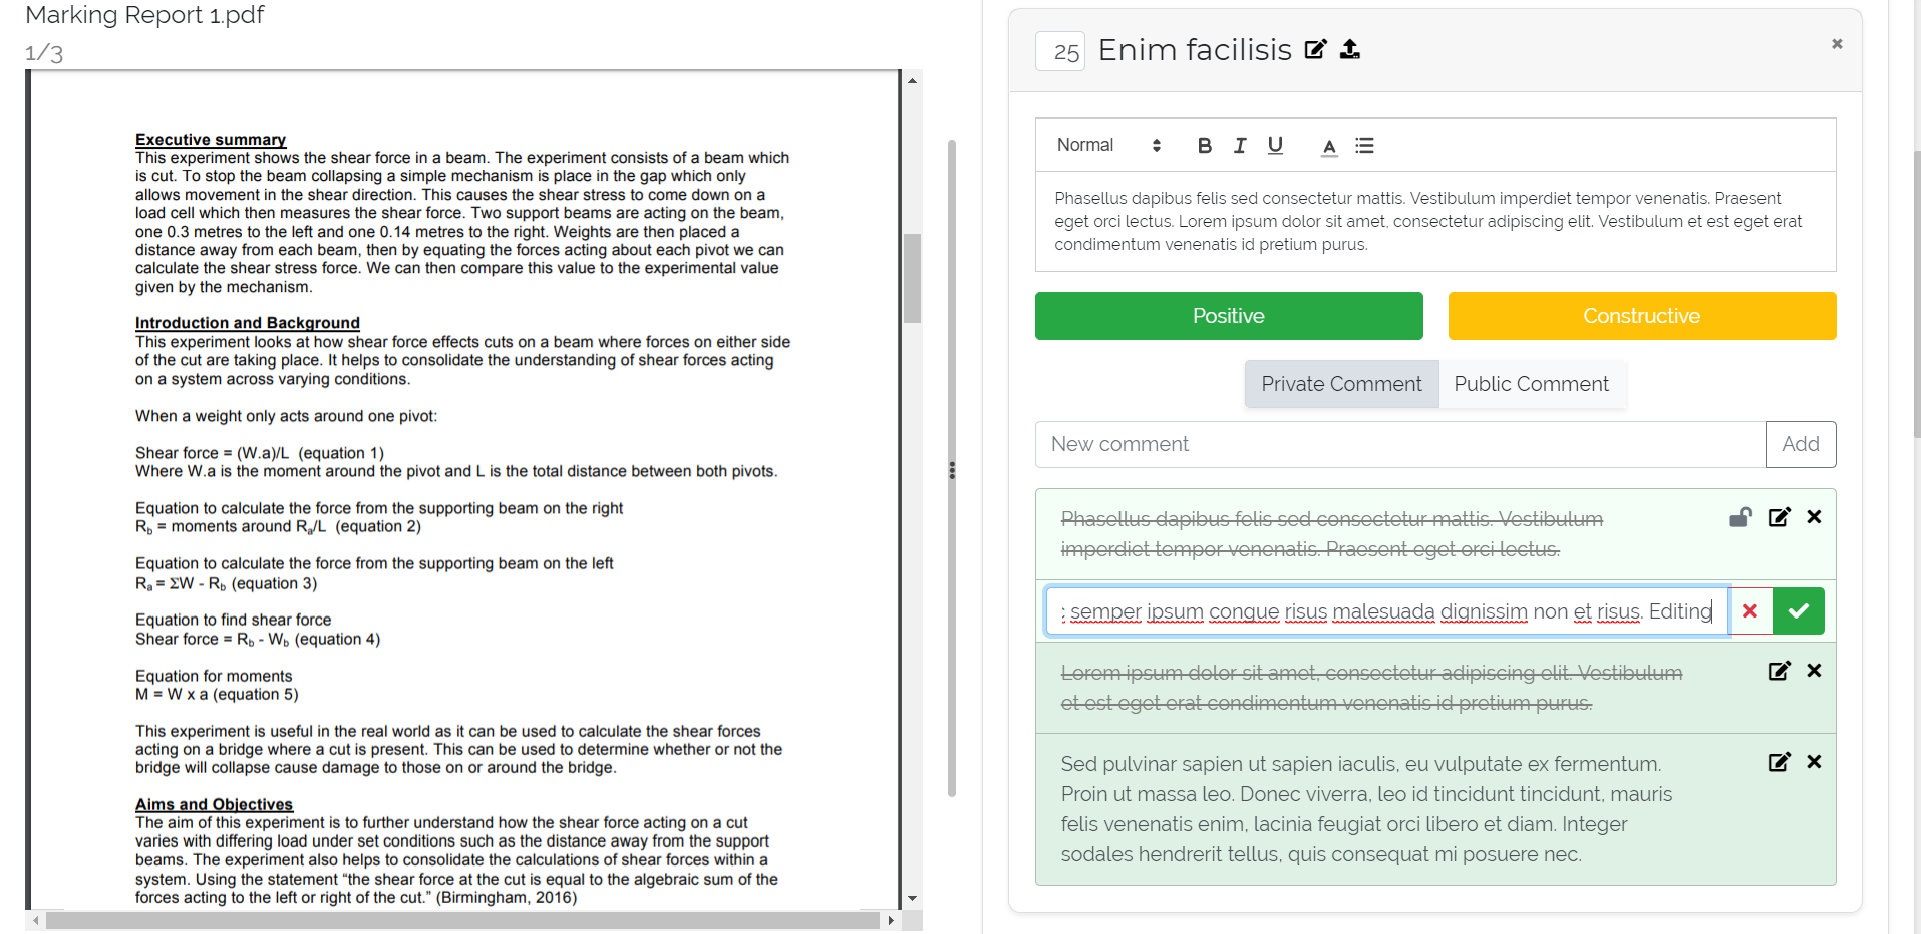 Marking Report 1.pdf
1/3
Executive summary
This experiment shows the shear force in a beam. The experiment consists of a beam which
is cut. To stop the beam collapsing a simple mechanism is place in the gap which only
allows movement in the shear direction. This causes the shear stress to come down on a
load cell which then measures the shear force. Two support beams are acting on the beam,
one 0.3 metres to the left and one 0.14 metres to the right. Weights are then placed a
distance away from each beam, then by equating the forces acting about each pivot we can
calculate the shear stress force. We can then compare this value to the experimental value
given by the mechanism.
Introduction and Background
This experiment looks at how shear force effects cuts on a beam where forces on either side
of the cut are taking place. It helps to consolidate the understanding of shear forces acting
on a system across varying conditions.
When a weight only acts around one pivot:
Shear force = (W.a)/L (equation 1)
Where W.a is the moment around the pivot and L is the total distance between both pivots.
Equation to calculate the force from the supporting beam on the right
R_b = moments around R_a/L (equation 2)
Equation to calculate the force from the supporting beam on the left
R_a = ΣW - R_b (equation 3)
Equation to find shear force
Shear force = R_b - W_b (equation 4)
Equation for moments
M = W x a (equation 5)
This experiment is useful in the real world as it can be used to calculate the shear forces
acting on a bridge where a cut is present. This can be used to determine whether or not the
bridge will collapse cause damage to those on or around the bridge.
Aims and Objectives
The aim of this experiment is to further understand how the shear force acting on a cut
varies with differing load under set conditions such as the distance away from the support
beams. The experiment also helps to consolidate the calculations of shear forces within a
system. Using the statement “the shear force at the cut is equal to the algebraic sum of the
forces acting to the left or right of the cut.” (Birmingham, 2016)
25 Enim facilisis
Normal B I U A
Phasellus dapibus felis sed consectetur mattis. Vestibulum imperdiet tempor venenatis. Praesent
eget orci lectus. Lorem ipsum dolor sit amet, consectetur adipiscing elit. Vestibulum et est eget erat
condimentum venenatis id pretium purus.
Positive Constructive
Private Comment Public Comment
New comment Add
Phasellus dapibus felis sed consectetur mattis. Vestibulum
imperdiet tempor venenatis. Praesent eget orci lectus.
semper ipsum congue risus malesuada dignissim non et risus. Editing
Lorem ipsum dolor sit amet, consectetur adipiscing elit. Vestibulum
et est eget erat condimentum venenatis id pretium purus.
Sed pulvinar sapien ut sapien iaculis, eu vulputate ex fermentum.
Proin ut massa leo. Donec viverra, leo id tincidunt tincidunt, mauris
felis venenatis enim, lacinia feugiat orci libero et diam. Integer
sodales hendrerit tellus, quis consequat mi posuere nec.